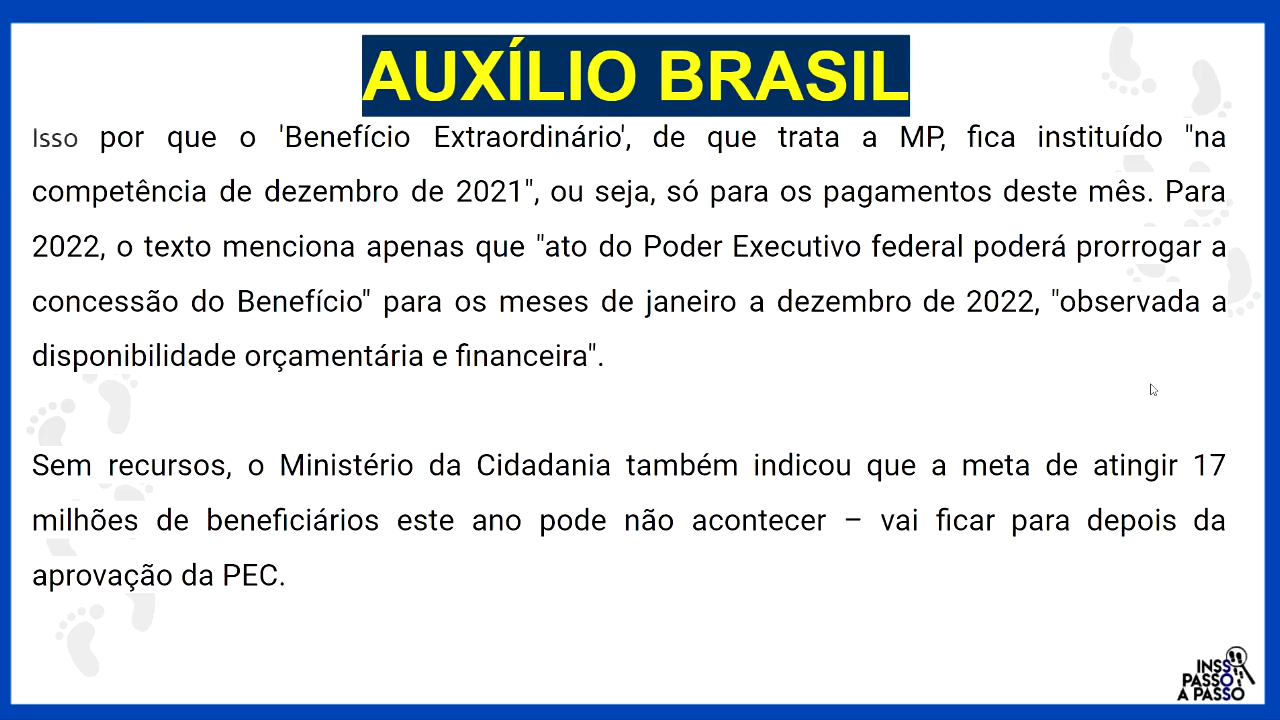 AUXÍLIO BRASIL
Isso por que o 'Benefício Extraordinário', de que trata a MP, fica instituído "na
competência de dezembro de 2021", ou seja, só para os pagamentos deste mês. Para
2022, o texto menciona apenas que "ato do Poder Executivo federal poderá prorrogar a
concessão do Benefício" para os meses de janeiro a dezembro de 2022, "observada a
disponibilidade orçamentária e financeira".
Sem recursos, o Ministério da Cidadania também indicou que a meta de atingir 17
milhões de beneficiários este ano pode não acontecer – vai ficar para depois da
aprovação da PEC.
INSS
PASSO
A PASSO